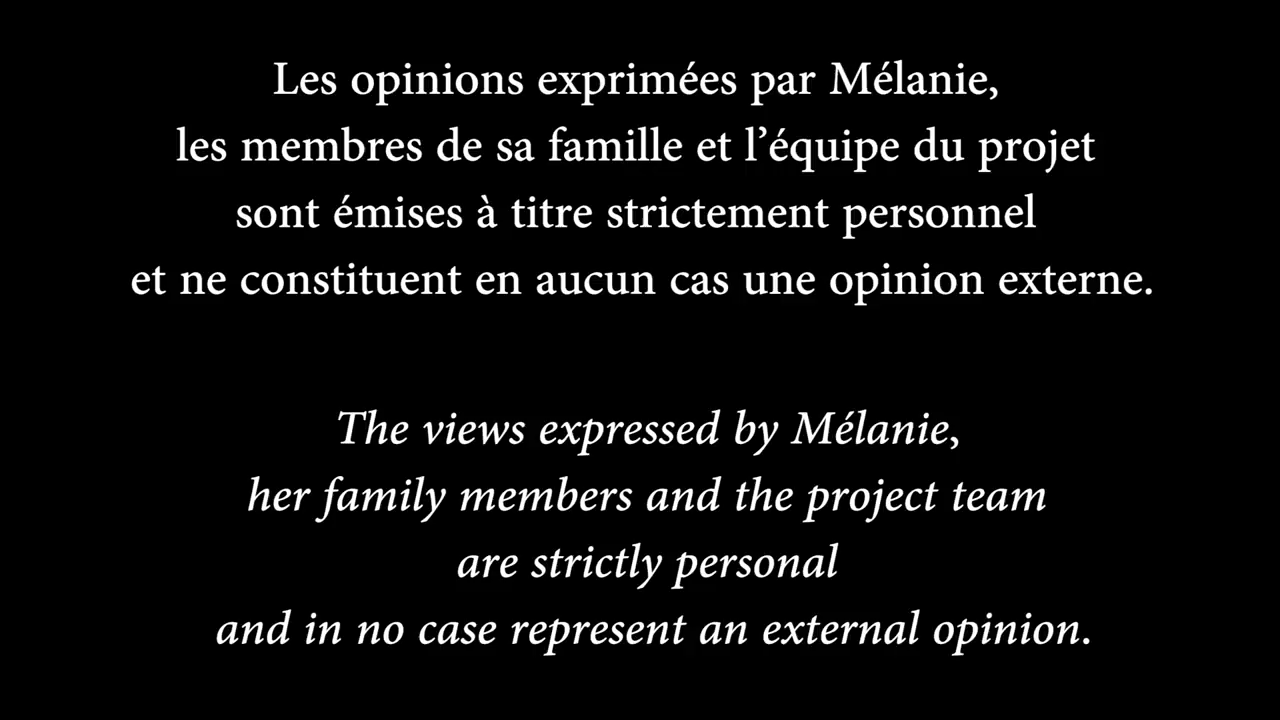 Les opinions exprimées par Mélanie,
les membres de sa famille et l’équipe du projet
sont émises à titre strictement personnel
et ne constituent en aucun cas une opinion externe.
The views expressed by Mélanie,
her family members and the project team
are strictly personal
and in no case represent an external opinion.